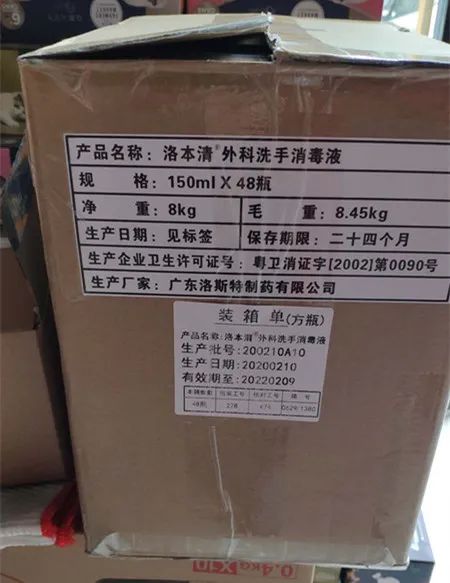 产品名称：洛本清®外科洗手消毒液
规 格：150ml X 48瓶
净 重：8kg 毛 重：8.45kg
生产日期：见标签 保存期限：二十四个月
生产企业卫生许可证号：粤卫消证字[2002]第0090号
生产厂家：广东洛斯特制药有限公司
装箱单(方瓶)
产品名称：洛本清®外科洗手消毒液
生产批号：200210A10
生产日期：20200210
有效期至：20220209
48瓶
0.4kgX10